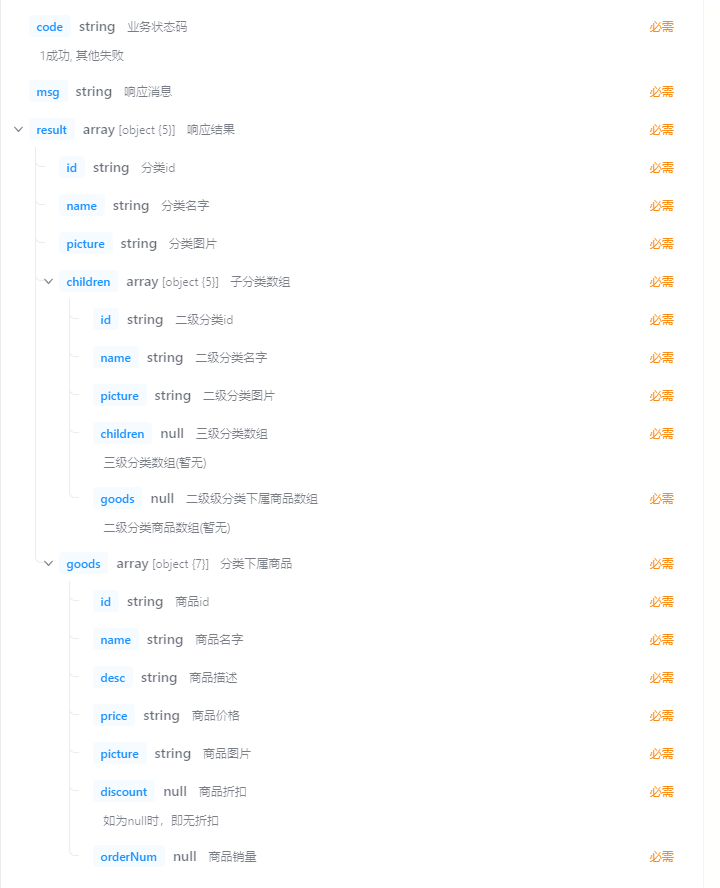 code string 业务状态码 必需
1成功, 其他失败
msg string 响应消息 必需
result array [object {5}] 响应结果 必需
id string 分类id 必需
name string 分类名字 必需
picture string 分类图片 必需
children array [object {5}] 子分类数组 必需
id string 二级分类id 必需
name string 二级分类名字 必需
picture string 二级分类图片 必需
children null 三级分类数组 必需
三级分类数组(暂无)
goods null 二级级分类下属商品数组 必需
二级分类商品数组(暂无)
goods array [object {7}] 分类下属商品 必需
id string 商品id 必需
name string 商品名字 必需
desc string 商品描述 必需
price string 商品价格 必需
picture string 商品图片 必需
discount null 商品折扣 必需
如为null时，即无折扣
orderNum null 商品销量 必需